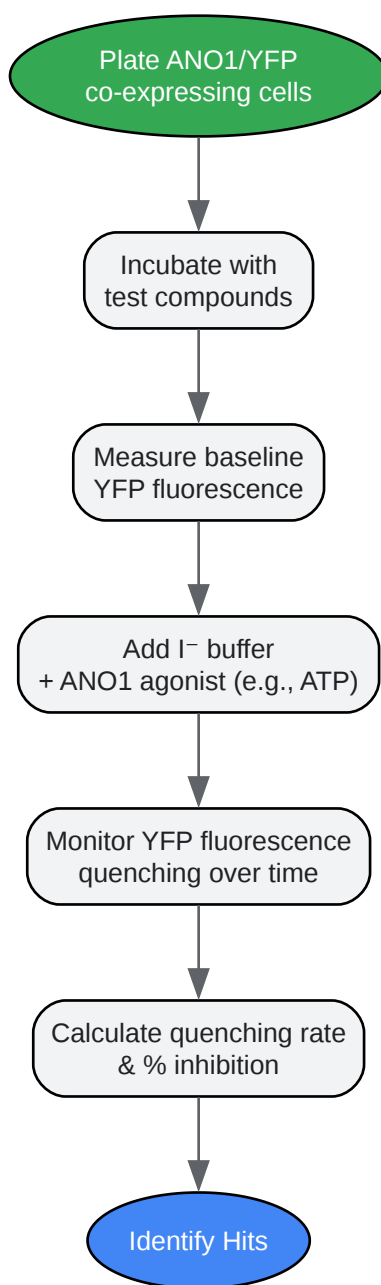 Plate ANO1/YFP
co-expressing cells
Incubate with
test compounds
Measure baseline
YFP fluorescence
Add I⁻ buffer
+ ANO1 agonist (e.g., ATP)
Monitor YFP fluorescence
quenching over time
Calculate quenching rate
& % inhibition
Identify Hits